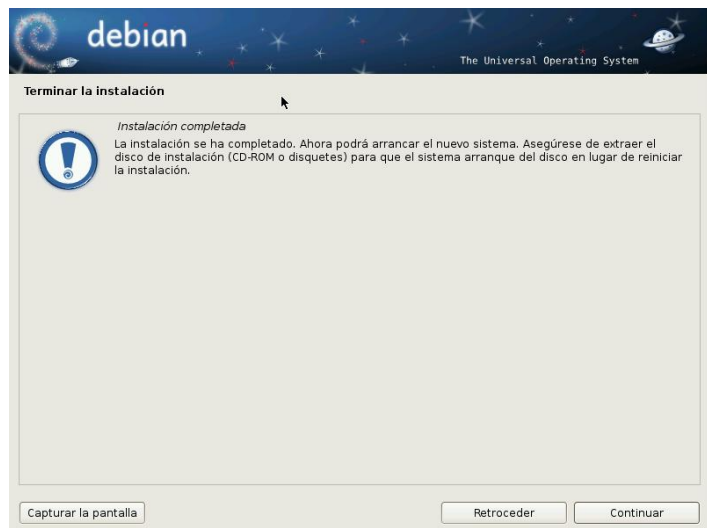 debian
The Universal Operating System
Terminar la instalación
Instalación completada
La instalación se ha completado. Ahora podrá arrancar el nuevo sistema. Asegúrese de extraer el
disco de instalación (CD-ROM o disquetes) para que el sistema arranque del disco en lugar de reiniciar
la instalación.
Capturar la pantalla
Retroceder
Continuar